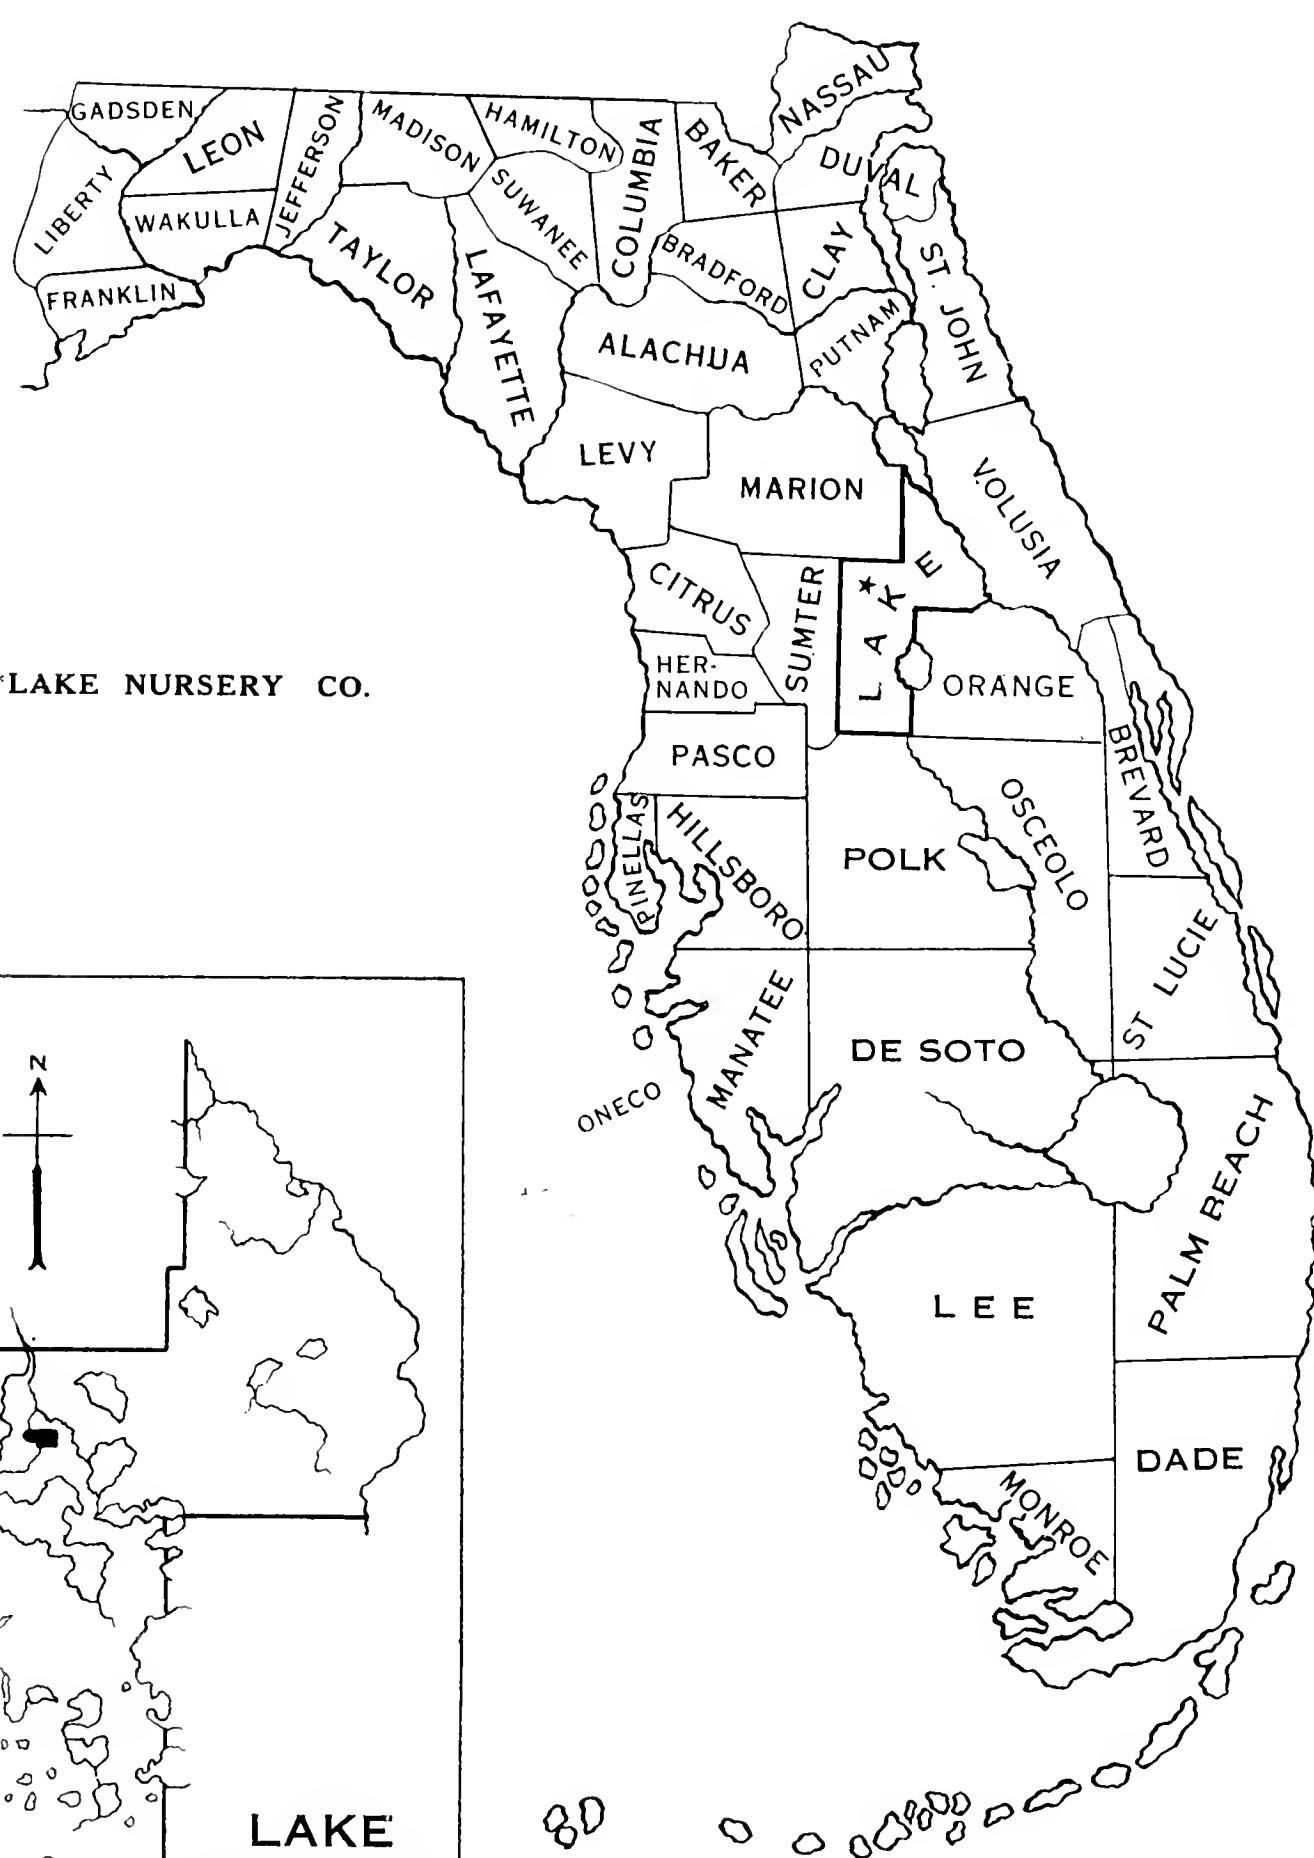 NASSAU
GADSDEN
LEON
JEFFERSON
MADISON
HAMILTON
COLUMBIA
BAKER
DUVAL
LIBERTY
WAKULLA
TAYLOR
LAFAYETTE
SUWANEE
BRADFORD
CLAY
ST. JOHN
FRANKLIN
ALACHUA
PUTNAM
LEVY
MARION
VOLUSIA
CITRUS
SUMTER
LAKE
*LAKE NURSERY CO.
HER-
NANDO
ORANGE
PASCO
BREVARD
PINELLAS
HILLSBORO
POLK
OSCEOLO
ST LUCIE
MANATEE
DE SOTO
N
ONECO
PALM BEACH
LEE
DADE
MONROE
LAKE